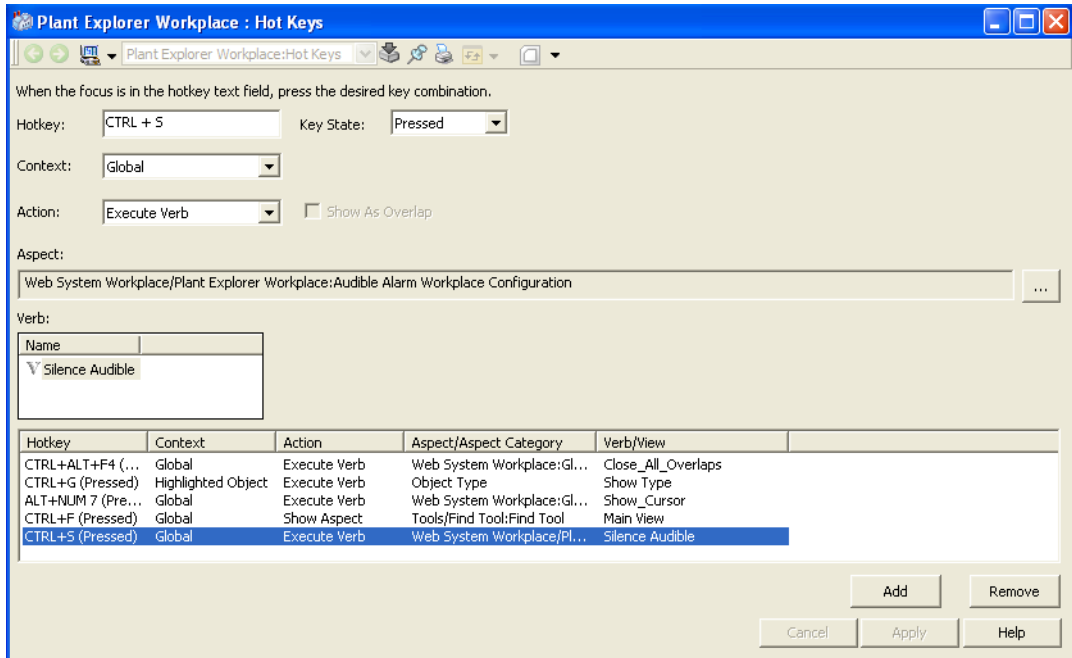 Plant Explorer Workplace : Hot Keys
Plant Explorer Workplace:Hot Keys
When the focus is in the hotkey text field, press the desired key combination.
Hotkey: CTRL + S Key State: Pressed
Context: Global
Action: Execute Verb Show As Overlap
Aspect:
Web System Workplace/Plant Explorer Workplace:Audible Alarm Workplace Configuration ...
Verb:
Name
V Silence Audible
Hotkey Context Action Aspect/Aspect Category Verb/View
CTRL+ALT+F4 (... Global Execute Verb Web System Workplace:Gl... Close_All_Overlaps
CTRL+G (Pressed) Highlighted Object Execute Verb Object Type Show Type
ALT+NUM 7 (Pre... Global Execute Verb Web System Workplace:Gl... Show_Cursor
CTRL+F (Pressed) Global Show Aspect Tools/Find Tool:Find Tool Main View
CTRL+S (Pressed) Global Execute Verb Web System Workplace/Pl... Silence Audible
Add Remove
Cancel Apply Help